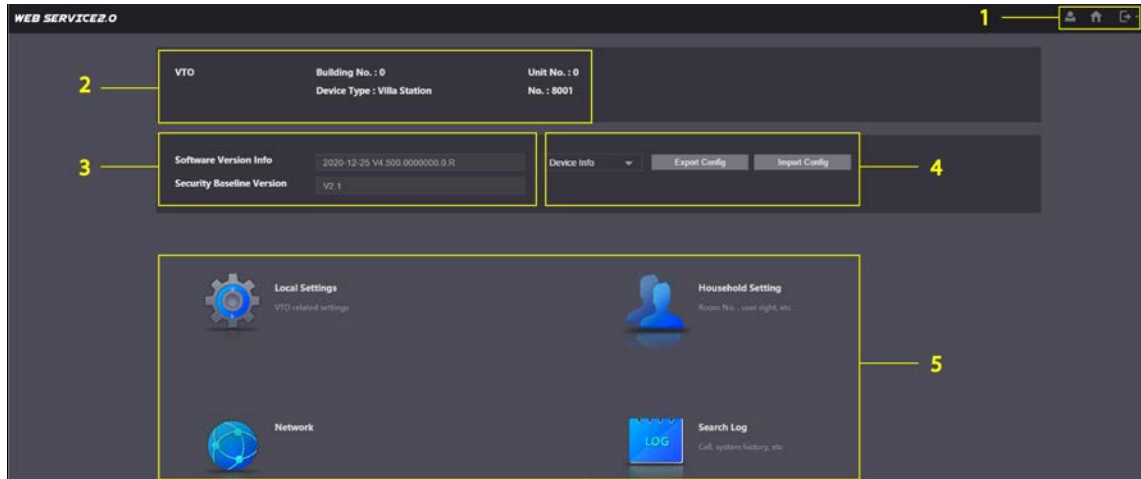 WEB SERVICE2.0
1
2
VTO
Building No. : 0
Unit No. : 0
Device Type : Villa Station
No. : 8001
3
Software Version Info
2020-12-25 V4.500.0000000.0.R
Device Info
Export Config
Import Config
4
Security Baseline Version
V2.1
Local Settings
VTO related settings
Household Setting
Room No. , user right, etc
5
Network
LOG
Search Log
Call, system history, etc